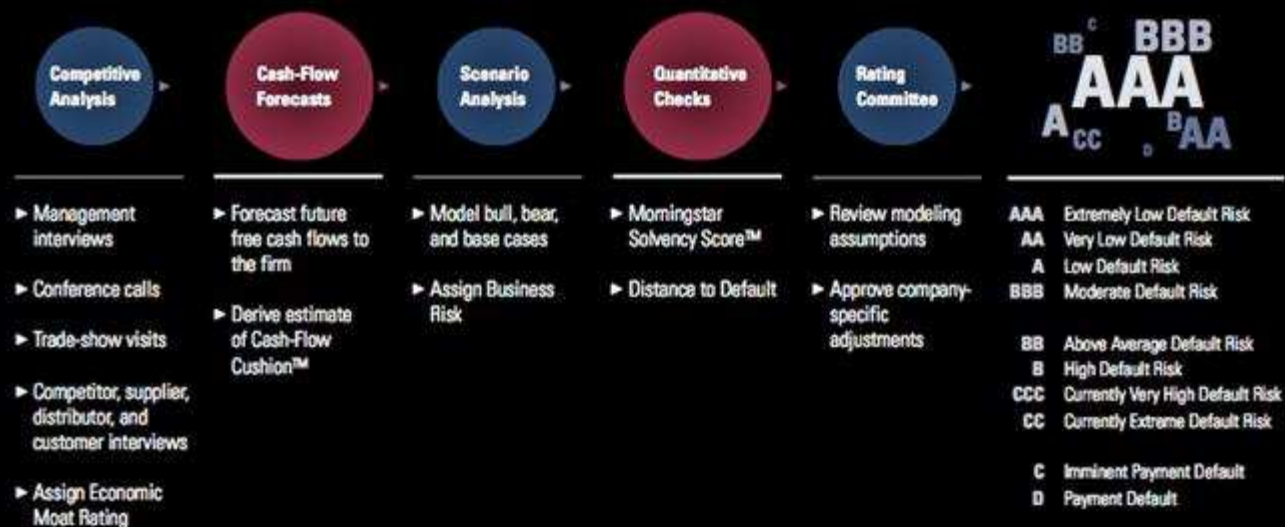 Competitive
Analysis
Cash-Flow
Forecasts
Scenario
Analysis
Quantitative
Checks
Rating
Committee
C
BB
BBB
AAA
A
CC
B
AA
D
► Management
interviews
► Conference calls
► Trade-show visits
► Competitor, supplier,
distributor, and
customer interviews
► Assign Economic
Moat Rating
► Forecast future
free cash flows to
the firm
► Derive estimate
of Cash-Flow
Cushion™
► Model bull, bear,
and base cases
► Assign Business
Risk
► Morningstar
Solvency Score™
► Distance to Default
► Review modeling
assumptions
► Approve company-
specific
adjustments
AAA Extremely Low Default Risk
AA Very Low Default Risk
A Low Default Risk
BBB Moderate Default Risk
BB Above Average Default Risk
B High Default Risk
CCC Currently Very High Default Risk
CC Currently Extreme Default Risk
C Imminent Payment Default
D Payment Default